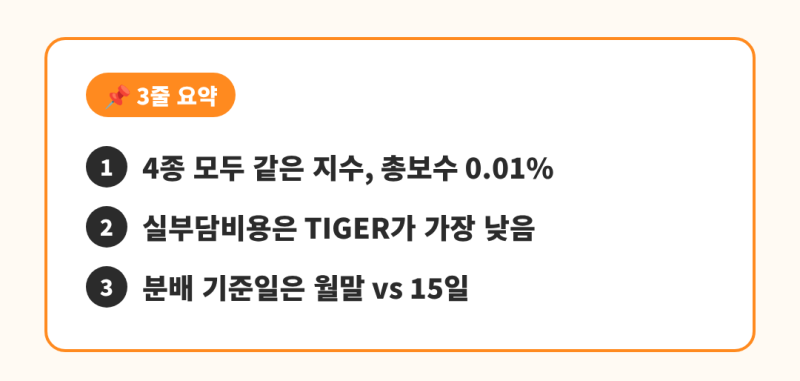 📌 3줄 요약
1 4종 모두 같은 지수, 총보수 0.01%
2 실부담비용은 TIGER가 가장 낮음
3 분배 기준일은 월말 vs 15일